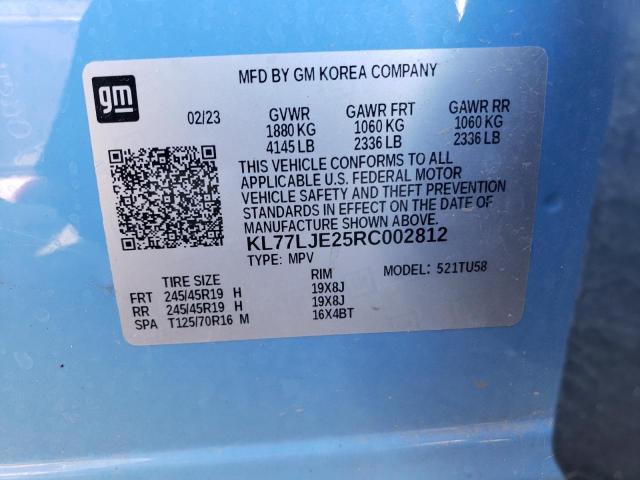 MFD BY GM KOREA COMPANY
gm
02/23 GVWR GAWR FRT GAWR RR
1880 KG 1060 KG 1060 KG
4145 LB 2336 LB 2336 LB
THIS VEHICLE CONFORMS TO ALL
APPLICABLE U.S. FEDERAL MOTOR
VEHICLE SAFETY AND THEFT PREVENTION
STANDARDS IN EFFECT ON THE DATE OF
MANUFACTURE SHOWN ABOVE.
KL77LJE25RC002812
TYPE: MPV MODEL: 521TU58
TIRE SIZE RIM
FRT 245/45R19 H 19X8J
RR 245/45R19 H 19X8J
SPA T125/70R16 M 16X4BT